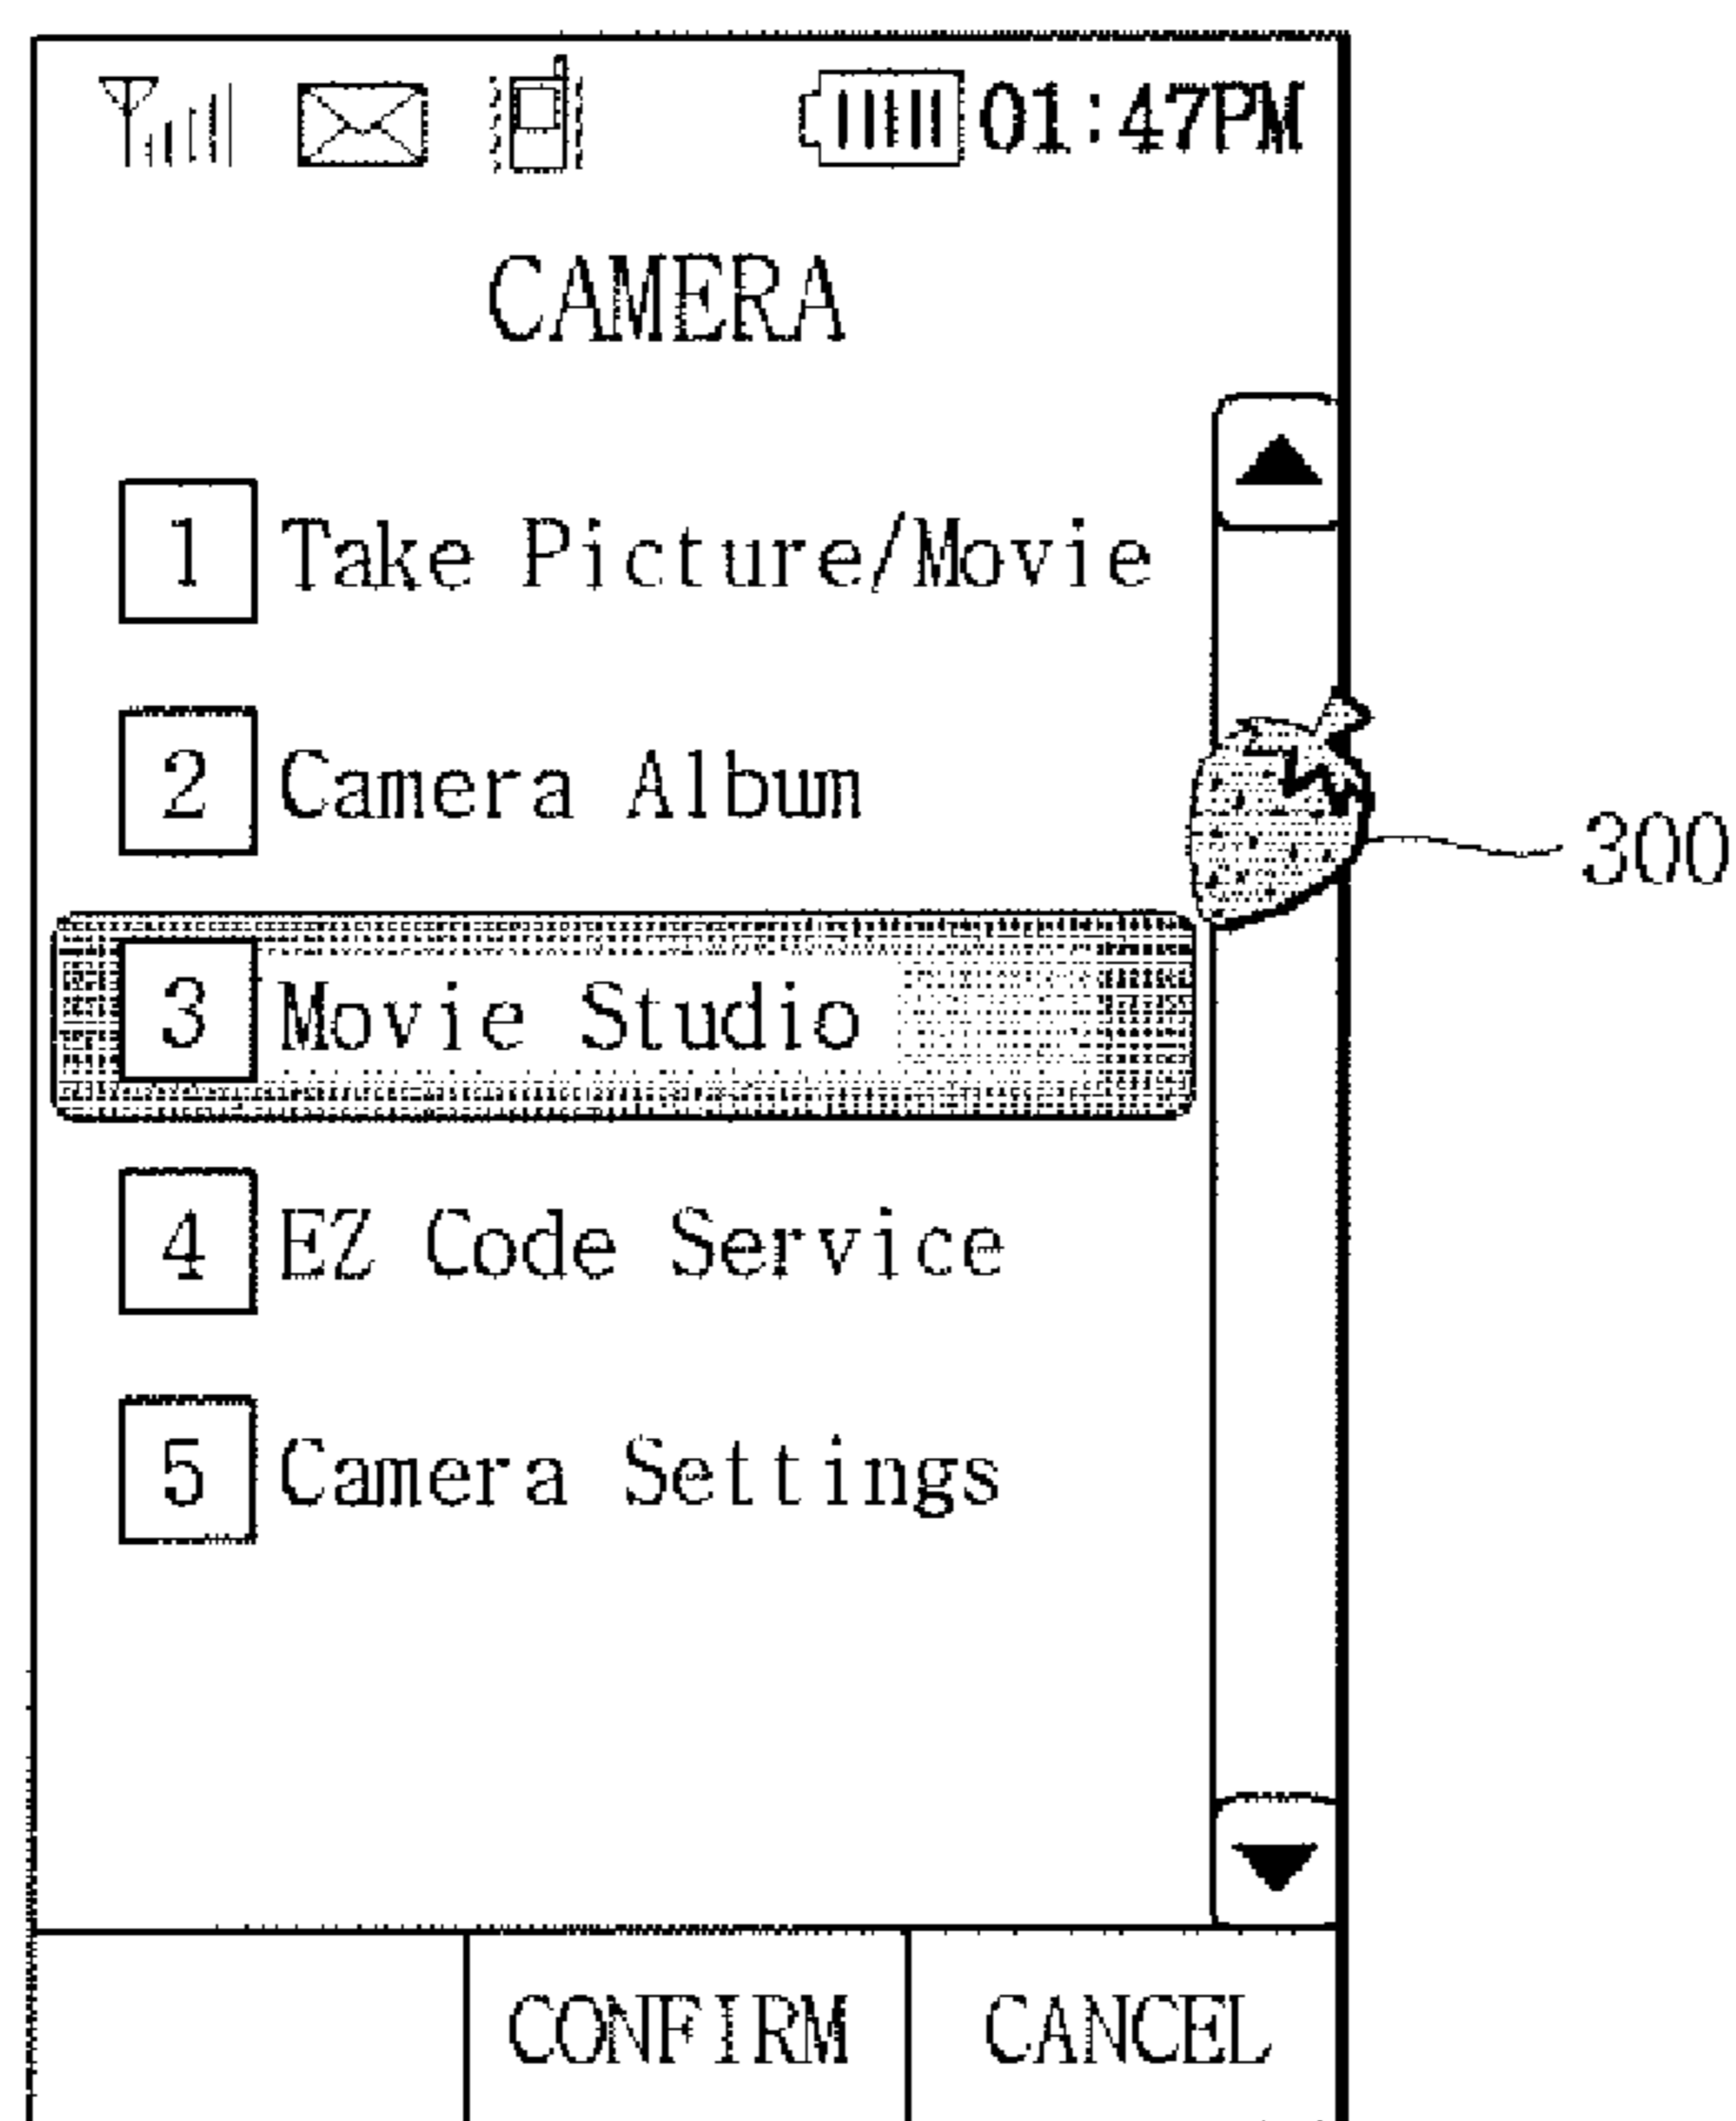 01:47PM
CAMERA
1 Take Picture/Movie
2 Camera Album
300
3 Movie Studio
4 EZ Code Service
5 Camera Settings
CONFIRM CANCEL